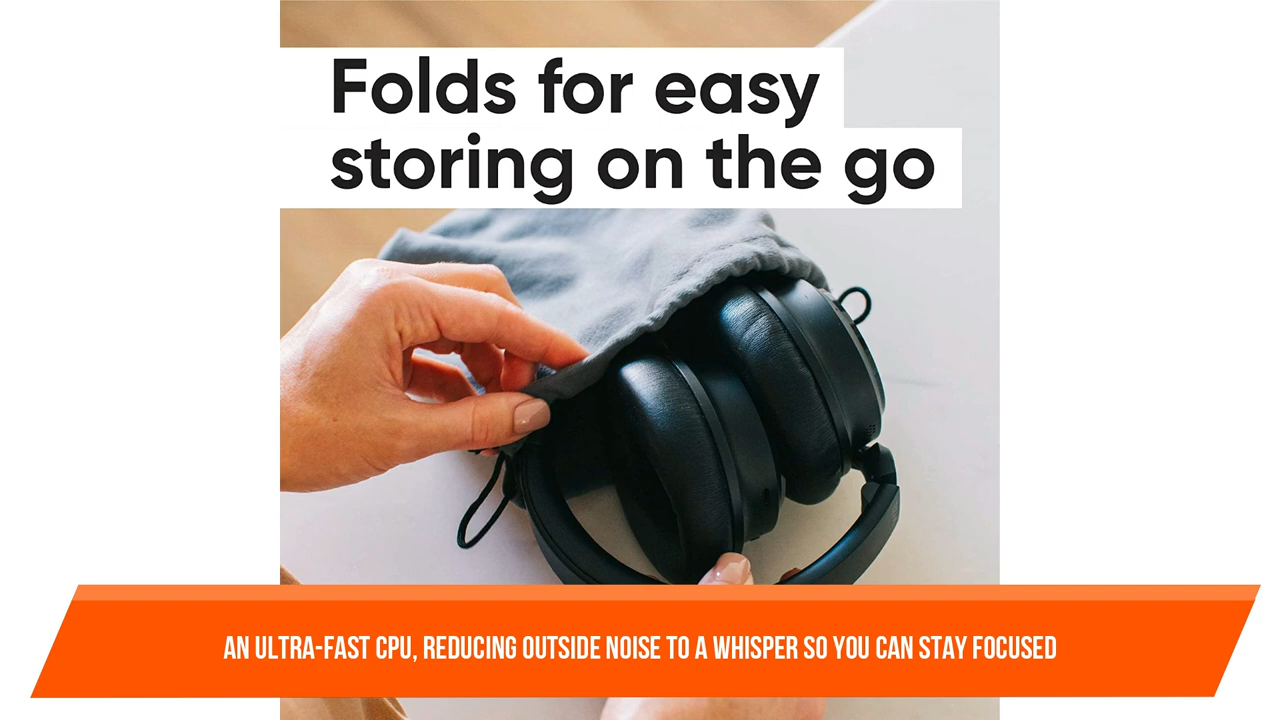 Folds for easy
storing on the go
AN ULTRA-FAST CPU, REDUCING OUTSIDE NOISE TO A WHISPER SO YOU CAN STAY FOCUSED